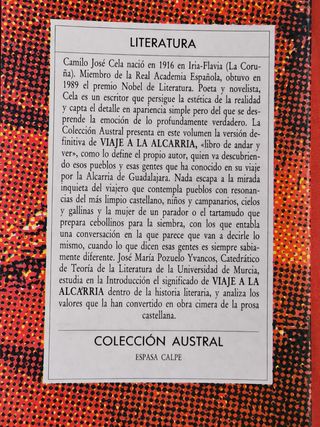 LITERATURA
Camilo José Cela nació en 1916 en Iria-Flavia (La Coru-
ña). Miembro de la Real Academia Española, obtuvo en
1989 el premio Nobel de Literatura. Poeta y novelista,
Cela es un escritor que persigue la estética de la realidad
y capta el detalle en apariencia simple pero del que se des-
prende la emoción de lo profundamente verdadero. La
Colección Austral presenta en este volumen la versión defi-
nitiva de VIAJE A LA ALCARRIA, «libro de andar y
ver», como lo define el propio autor, quien va descubrien-
do esos pueblos y esas gentes que ha conocido en su viaje
por la Alcarria de Guadalajara. Nada escapa a la mirada
inquieta del viajero que contempla pueblos con resonan-
cias del más limpio castellano, niños y campanarios, cielos
y gallinas y la mujer de un parador o el tartamudo que
prepara cebollinos para la siembra, con los que entabla
una conversación en la que parece que van a decirle lo
mismo, cuando lo que dicen esas gentes es siempre sabia-
mente diferente. José María Pozuelo Yvancos, Catedrático
de Teoría de la Literatura de la Universidad de Murcia,
estudia en la Introducción el significado de VIAJE A LA
ALCARRIA dentro de la historia literaria, y analiza los
valores que la han convertido en obra cimera de la prosa
castellana.
COLECCIÓN AUSTRAL
ESPASA CALPE